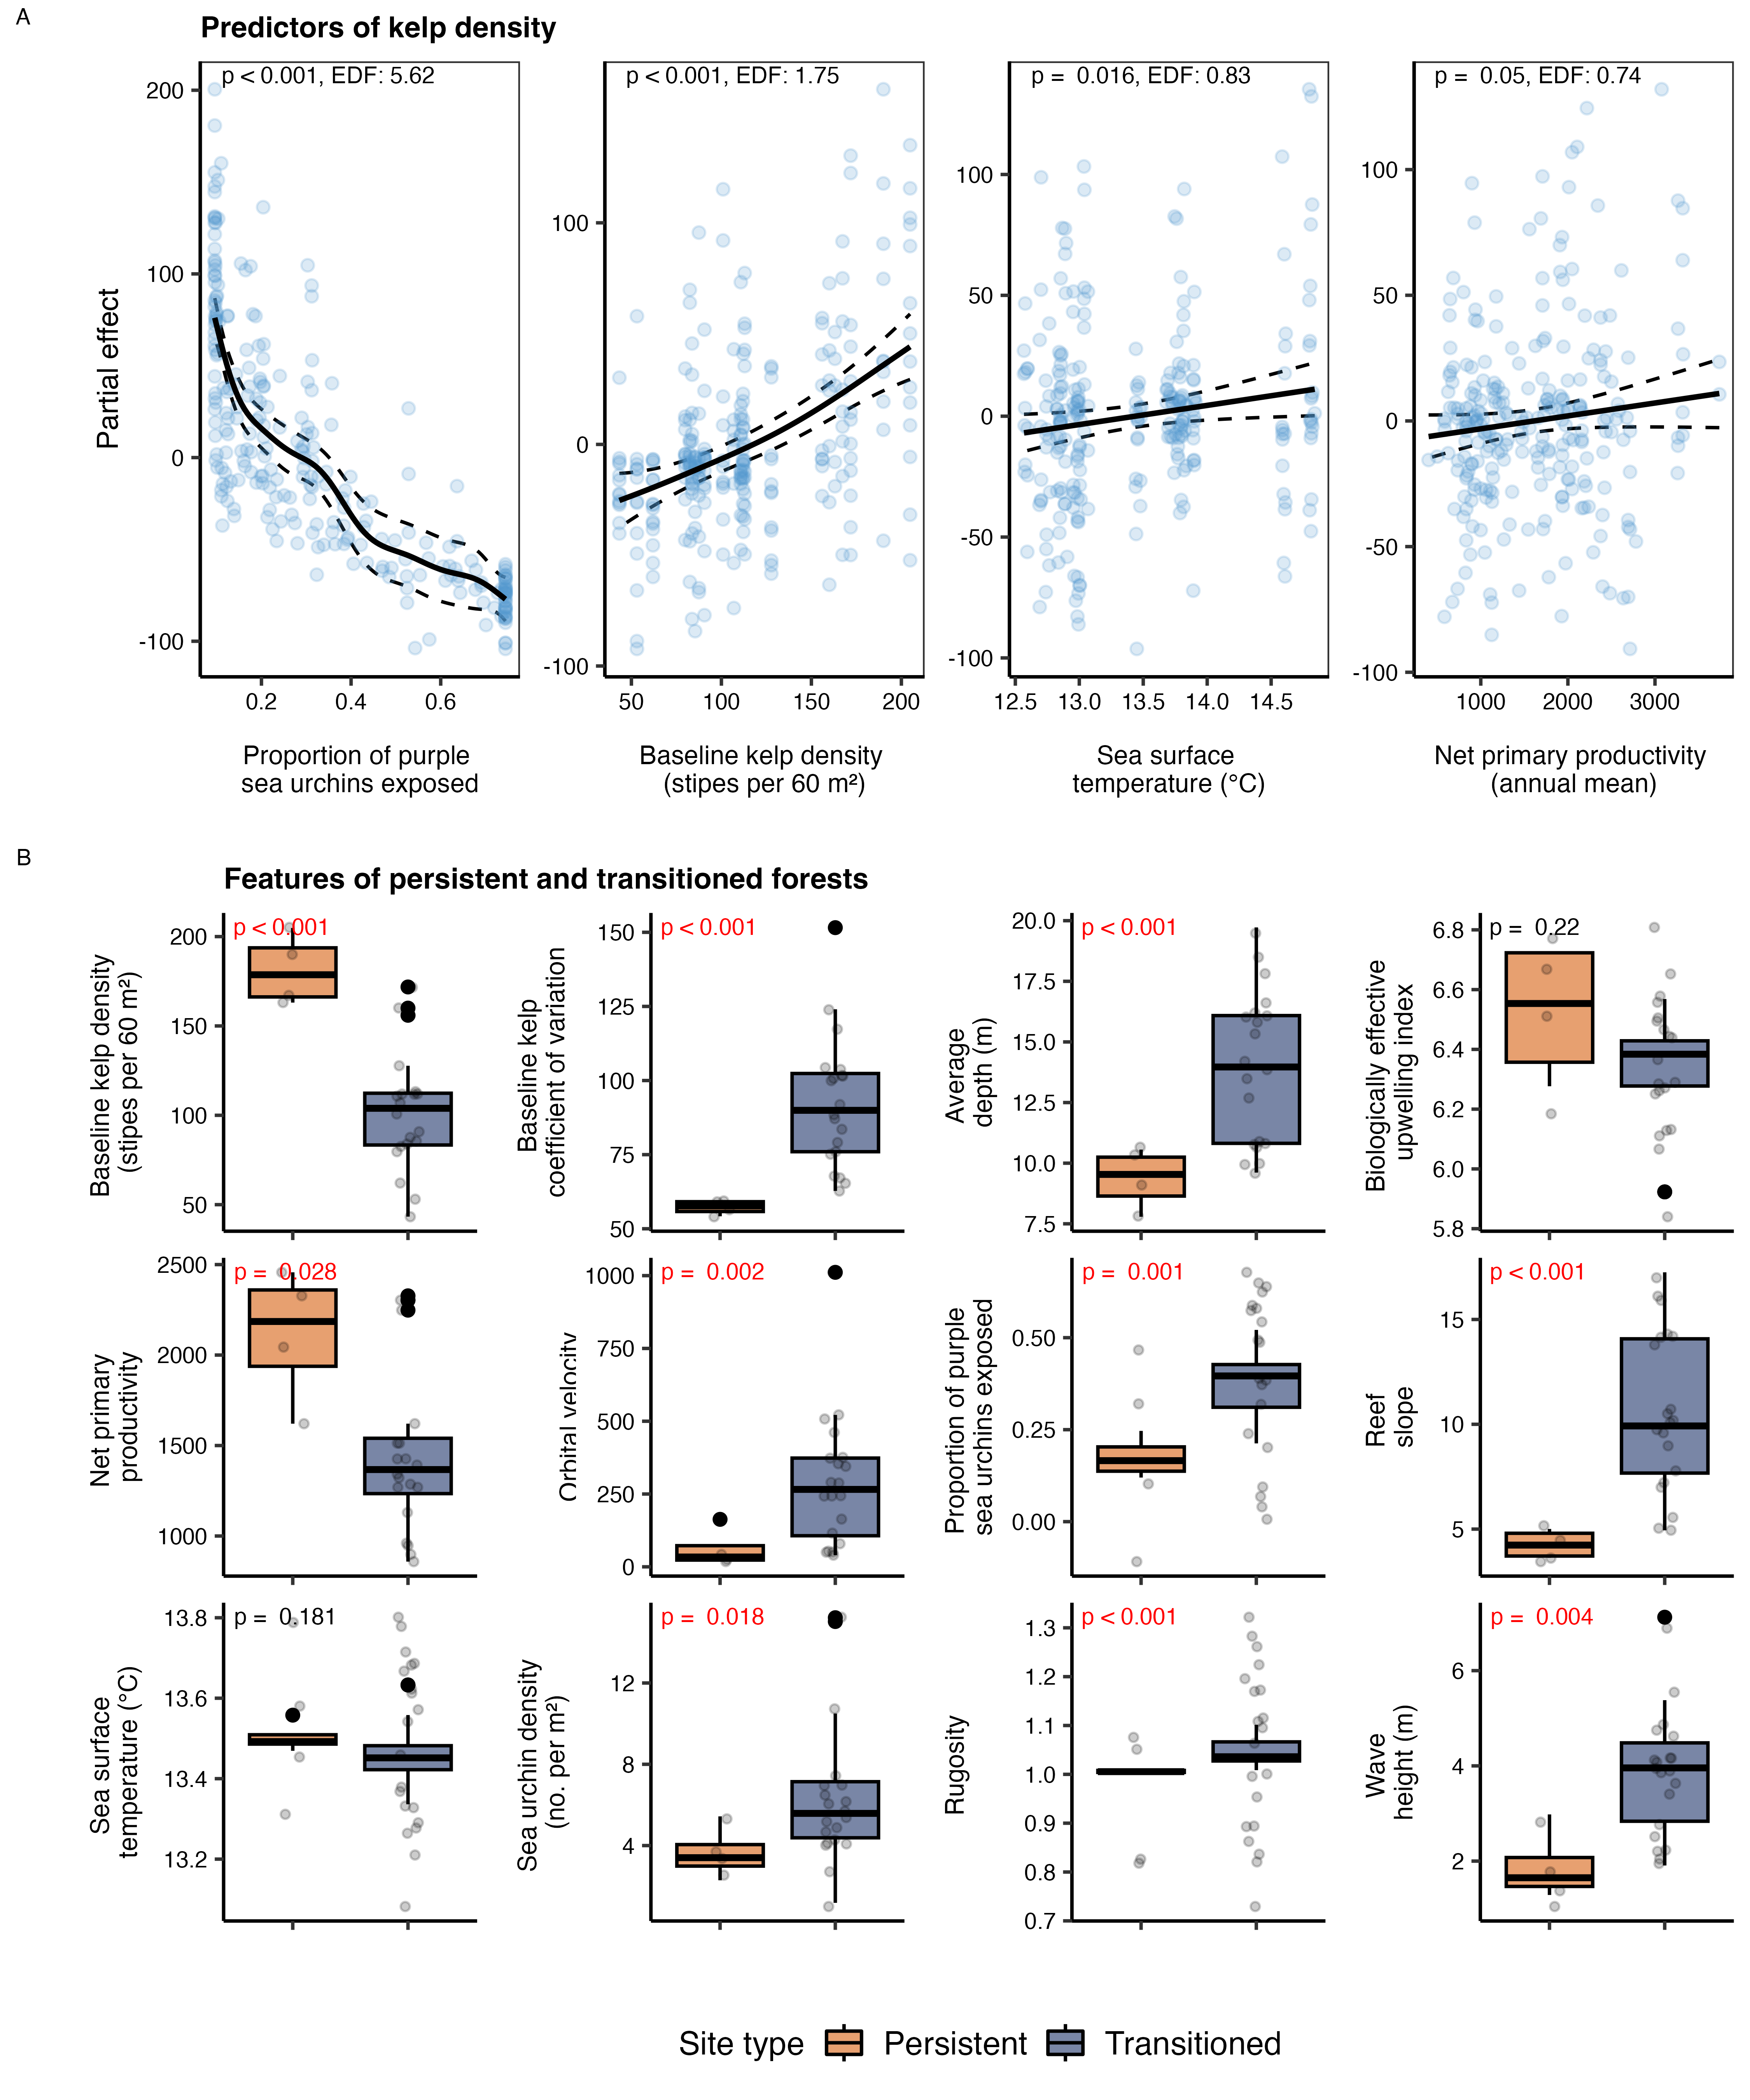 A
Predictors of kelp density
p < 0.001, EDF: 5.62
p < 0.001, EDF: 1.75
p = 0.016, EDF: 0.83
p = 0.05, EDF: 0.74
Partial effect
200
100
0
-100
0.2 0.4 0.6
Proportion of purple
sea urchins exposed
100
0
-100
50 100 150 200
Baseline kelp density
(stipes per 60 m²)
100
50
0
-50
-100
12.5 13.0 13.5 14.0 14.5
Sea surface
temperature (°C)
100
50
0
-50
-100
1000 2000 3000
Net primary productivity
(annual mean)
B
Features of persistent and transitioned forests
Baseline kelp density
(stipes per 60 m²)
200
150
100
50
p < 0.001
Baseline kelp
coefficient of variation
150
125
100
75
50
p < 0.001
Average
depth (m)
20.0
17.5
15.0
12.5
10.0
7.5
p < 0.001
Biologically effective
upwelling index
6.8
6.6
6.4
6.2
6.0
5.8
p = 0.22
Net primary
productivity
2500
2000
1500
1000
p = 0.028
Orbital velocity
1000
750
500
250
0
p = 0.002
Proportion of purple
sea urchins exposed
0.50
0.25
0.00
p = 0.001
Reef
slope
15
10
5
p < 0.001
Sea surface
temperature (°C)
13.8
13.6
13.4
13.2
p = 0.181
Sea urchin density
(no. per m²)
12
8
4
p = 0.018
Rugosity
1.3
1.2
1.1
1.0
0.9
0.8
0.7
p < 0.001
Wave
height (m)
6
4
2
p = 0.004
Site type Persistent Transitioned